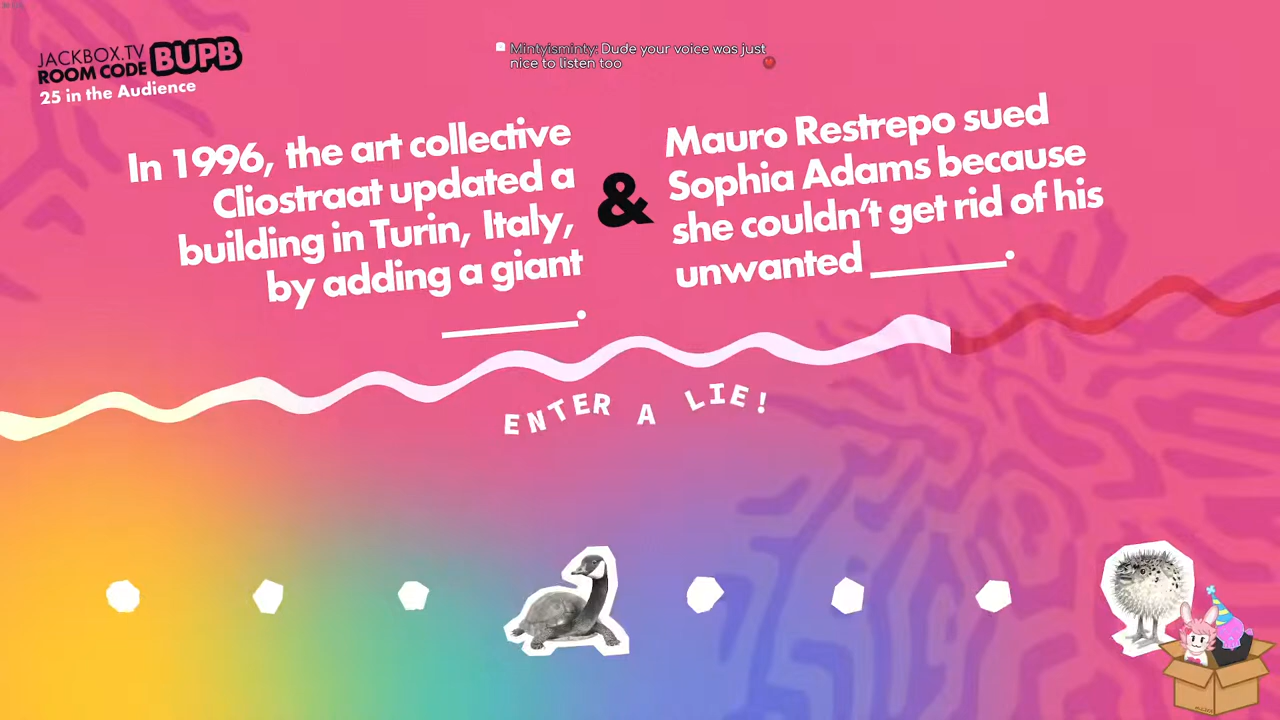 JACKBOX.TV
ROOM CODE BUPB
25 in the Audience
Mintyisminty: Dude your voice was just
nice to listen too
In 1996, the art collective
Cliostraat updated a
building in Turin, Italy,
by adding a giant
______.
&
Mauro Restrepo sued
Sophia Adams because
she couldn't get rid of his
unwanted ______.
ENTER A LIE!